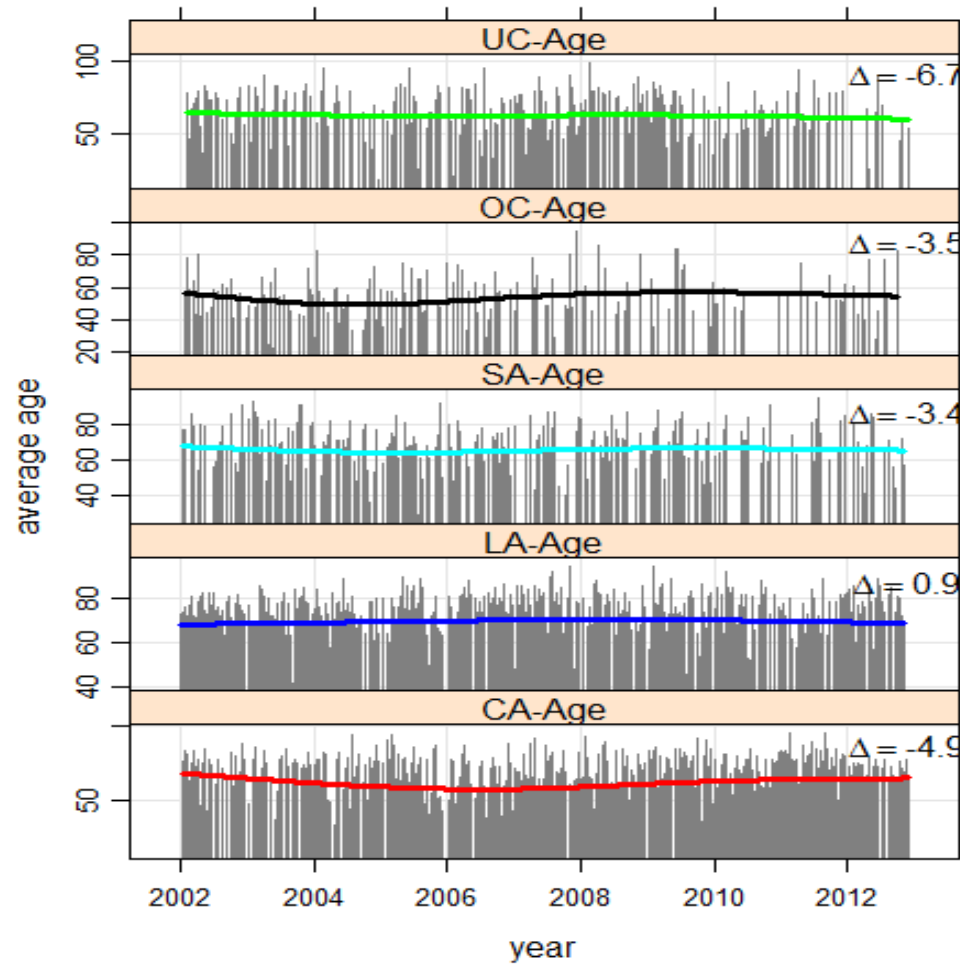 UC-Age
100
50
Δ = -6.7
OC-Age
80
60
40
20
Δ = -3.5
SA-Age
80
60
40
Δ = -3.4
LA-Age
80
60
40
Δ = 0.9
CA-Age
50
Δ = -4.9
average age
2002 2004 2006 2008 2010 2012
year